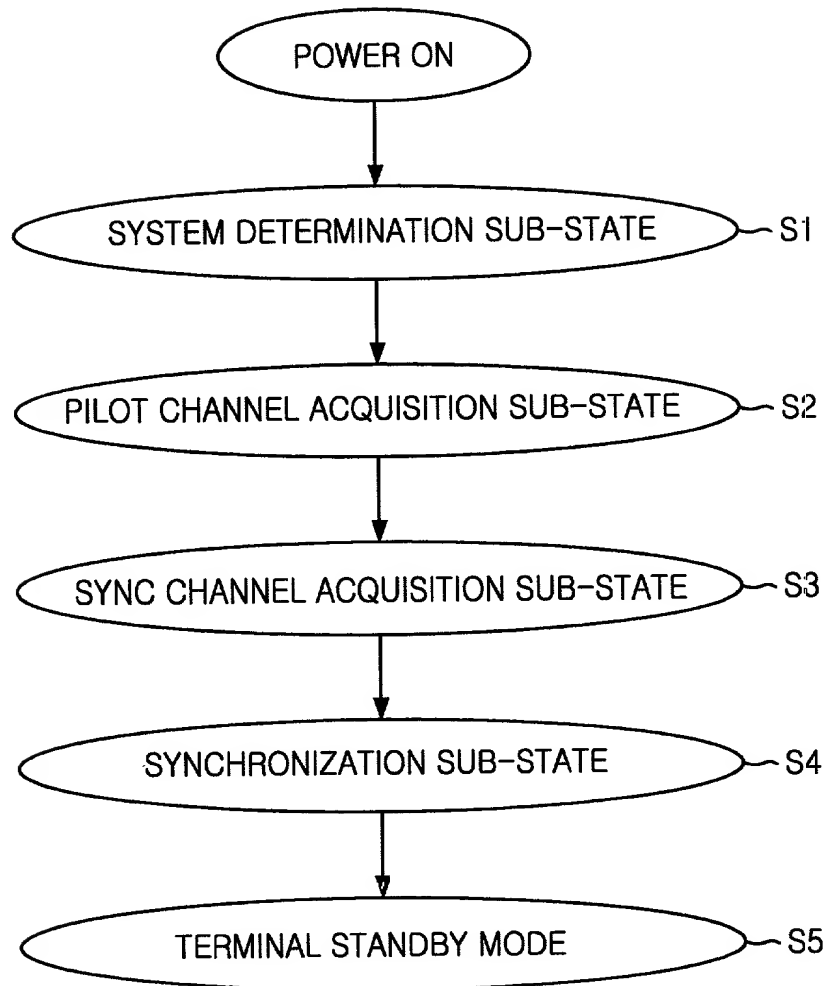 POWER ON
SYSTEM DETERMINATION SUB-STATE S1
PILOT CHANNEL ACQUISITION SUB-STATE S2
SYNC CHANNEL ACQUISITION SUB-STATE S3
SYNCHRONIZATION SUB-STATE S4
TERMINAL STANDBY MODE S5